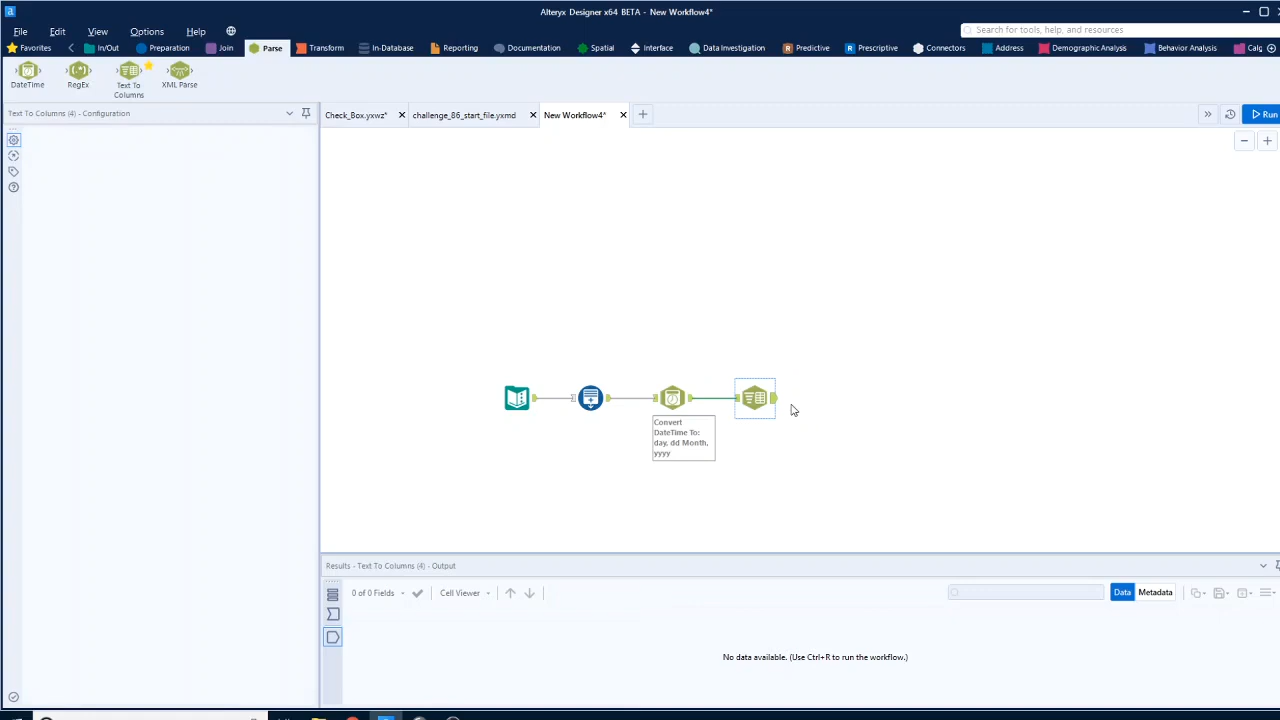 Alteryx Designer x64 BETA - New Workflow4*
File Edit View Options Help
Search for tools, help, and resources
Favorites In/Out Preparation Join Parse Transform In-Database Reporting Documentation Spatial Interface Data Investigation Predictive Prescriptive Connectors Address Demographic Analysis Behavior Analysis Calg
DateTime RegEx Text To XML Parse
Columns
Text To Columns (4) - Configuration
Check_Box.yxwz* challenge_86_start_file.yxmd New Workflow4* Run
Convert
DateTime To:
day, dd Month,
yyyy
Results - Text To Columns (4) - Output
0 of 0 Fields Cell Viewer Data Metadata
No data available. (Use Ctrl+R to run the workflow.)